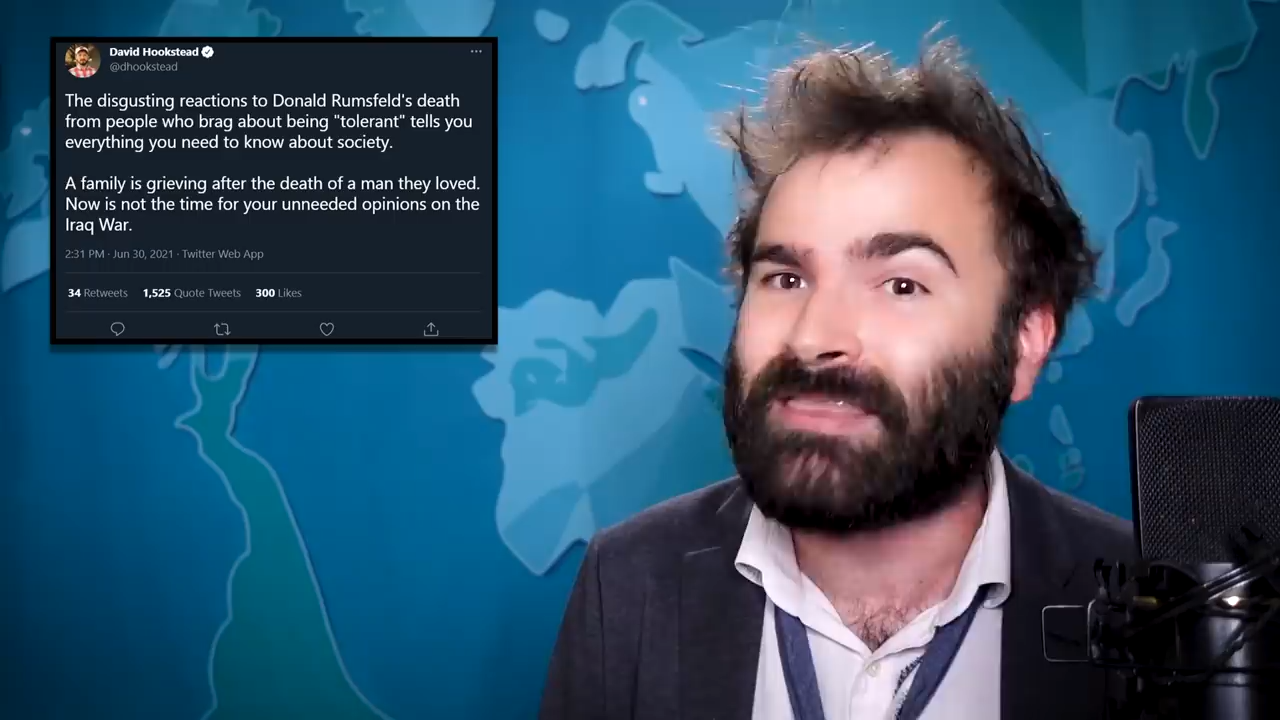 David Hookstead
@dhookstead
The disgusting reactions to Donald Rumsfeld's death
from people who brag about being "tolerant" tells you
everything you need to know about society.
A family is grieving after the death of a man they loved.
Now is not the time for your unneeded opinions on the
Iraq War.
2:31 PM · Jun 30, 2021 · Twitter Web App
34 Retweets 1,525 Quote Tweets 300 Likes